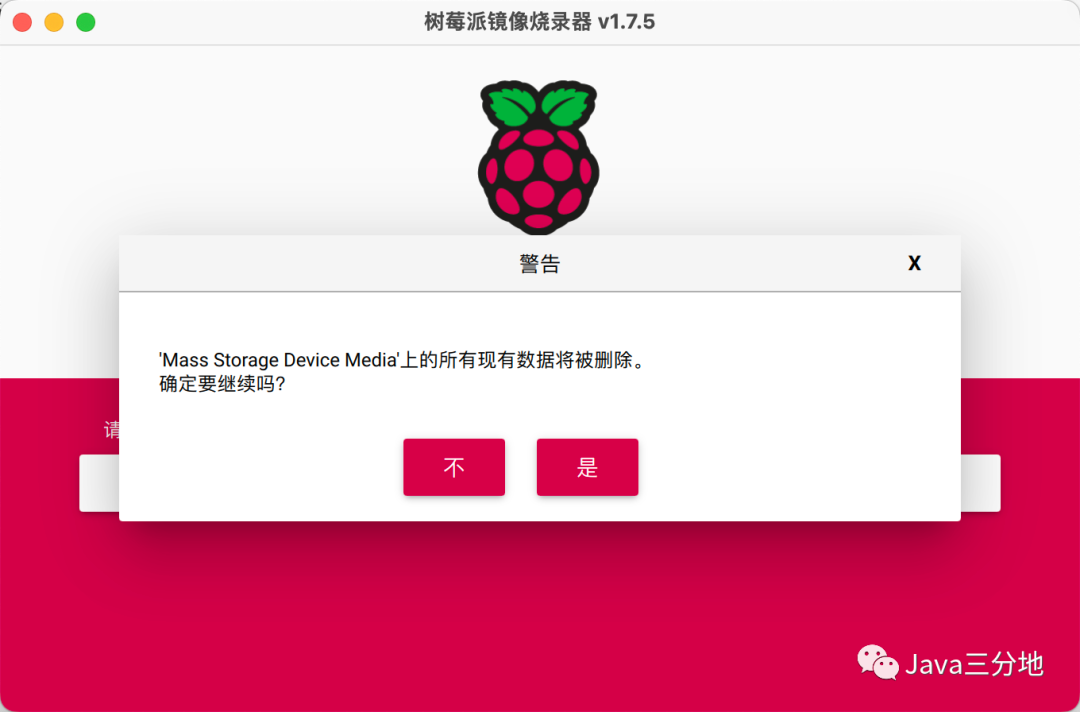 树莓派镜像烧录器 v1.7.5
警告
X
'Mass Storage Device Media'上的所有现有数据将被删除。
确定要继续吗?
请
不
是
Java三分地